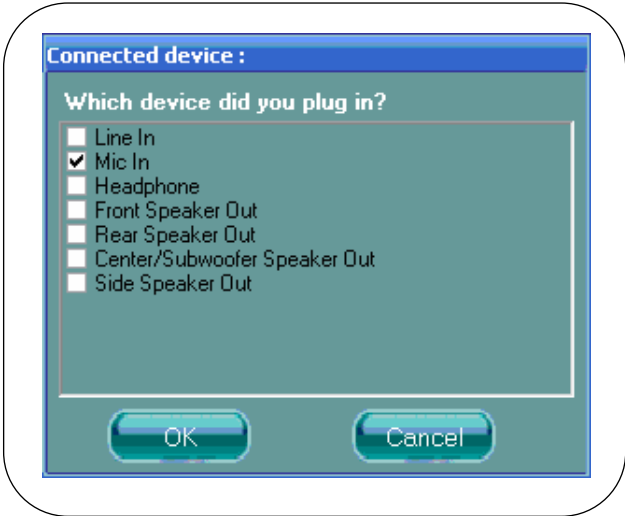 Connected device :
Which device did you plug in?
Line In
Mic In
Headphone
Front Speaker Out
Rear Speaker Out
Center/Subwoofer Speaker Out
Side Speaker Out
OK
Cancel